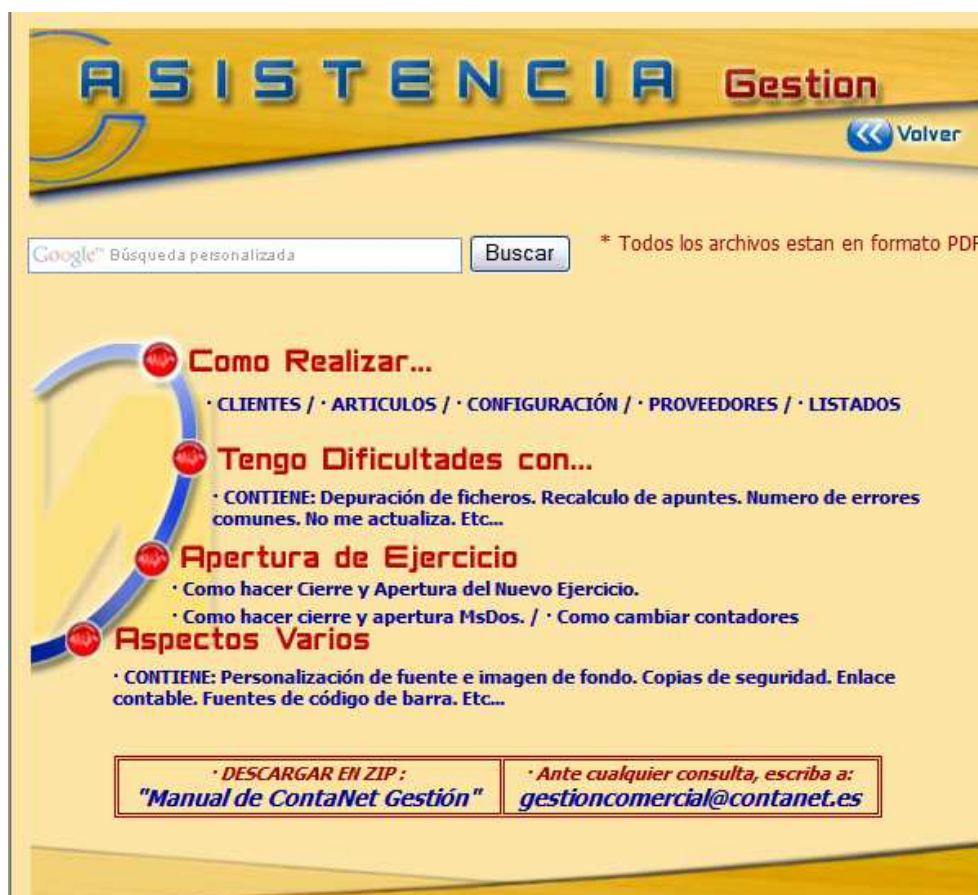 ASISTENCIA Gestion
Volver
Google™ Búsqueda personalizada
Buscar
* Todos los archivos estan en formato PDF
Como Realizar...
· CLIENTES / · ARTICULOS / · CONFIGURACIÓN / · PROVEEDORES / · LISTADOS
Tengo Dificultades con...
· CONTIENE: Depuración de ficheros. Recalculo de apuntes. Numero de errores
comunes. No me actualiza. Etc...
Apertura de Ejercicio
· Como hacer Cierre y Apertura del Nuevo Ejercicio.
· Como hacer cierre y apertura MsDos. / · Como cambiar contadores
Aspectos Varios
· CONTIENE: Personalización de fuente e imagen de fondo. Copias de seguridad. Enlace
contable. Fuentes de código de barra. Etc...
· DESCARGAR EN ZIP :
"Manual de ContaNet Gestión"
· Ante cualquier consulta, escriba a:
gestioncomercial@contanet.es